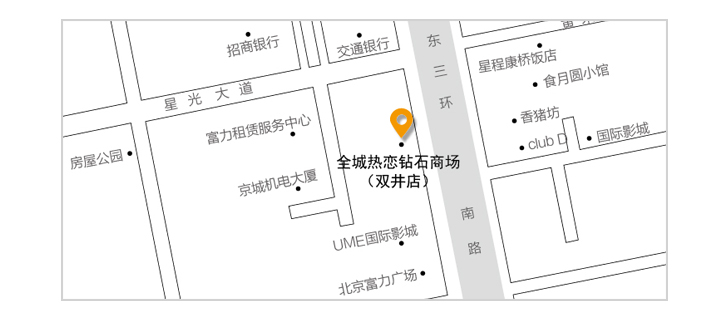 招商银行
交通银行
东三环南路
星程康桥饭店
食月圆小馆
星光大道
香猪坊
club D
国际影城
富力租赁服务中心
房屋公园
全城热恋钻石商场
（双井店）
京城机电大厦
UME国际影城
北京富力广场